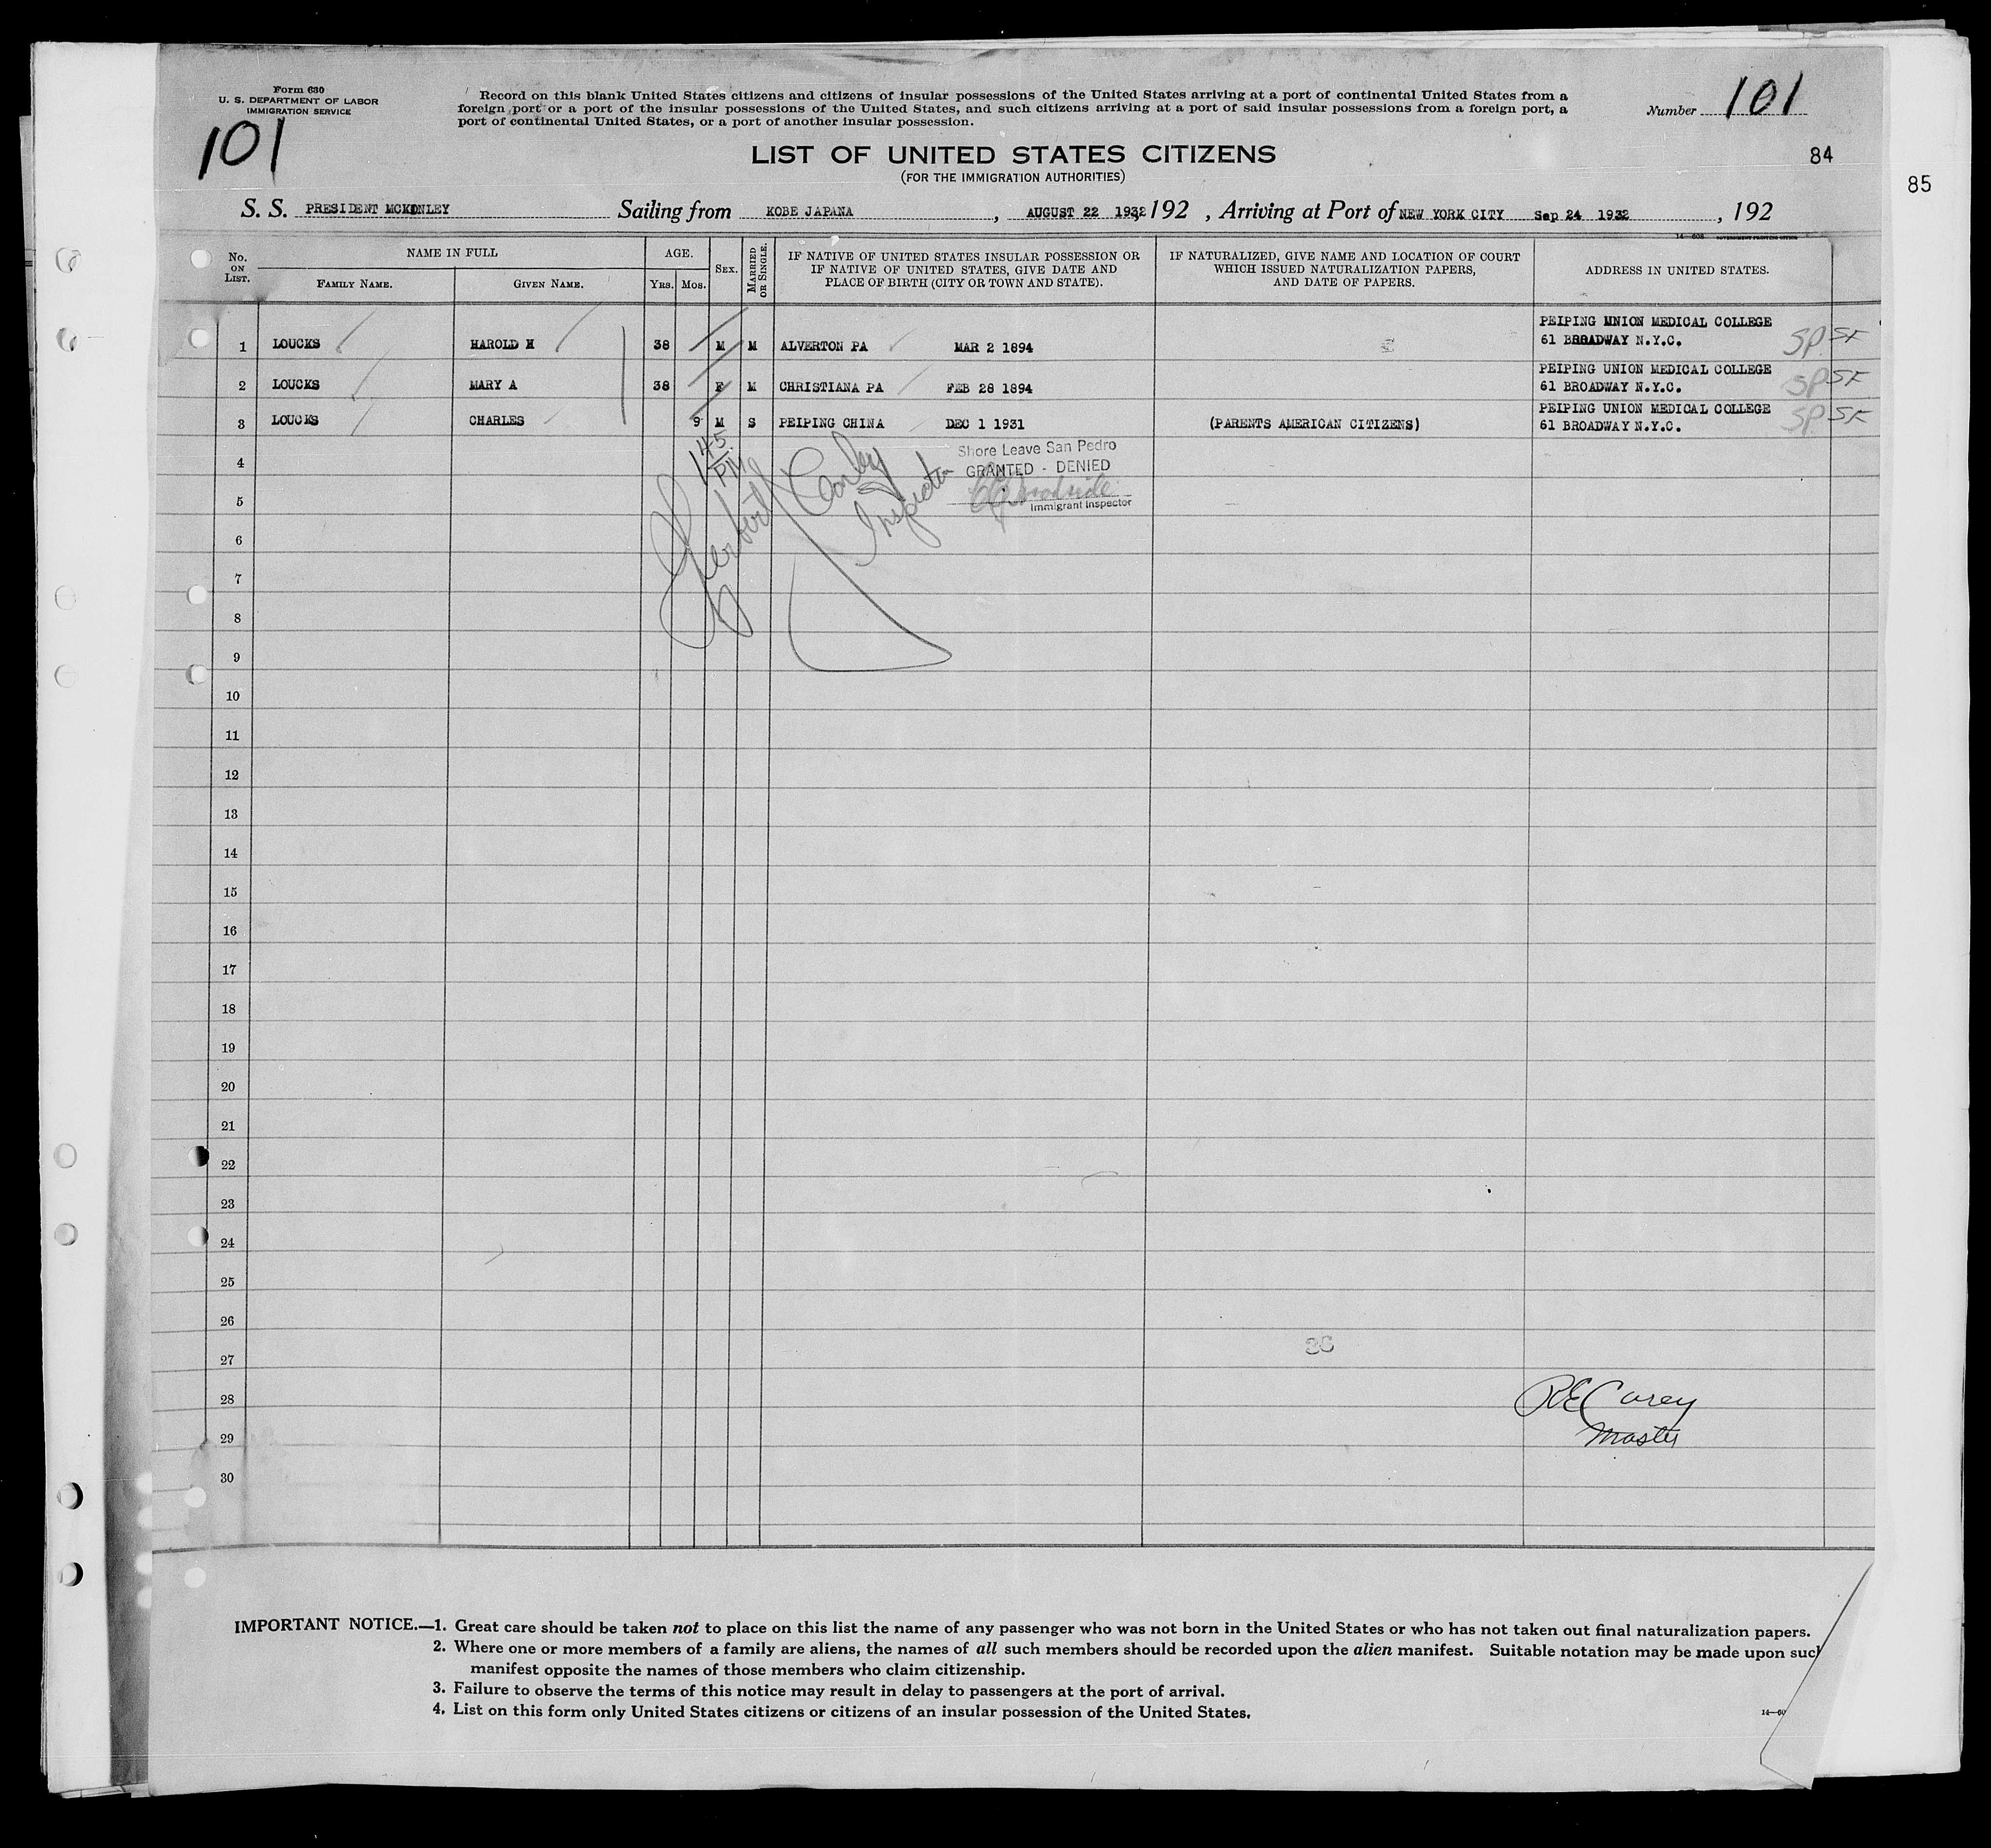 Form 630
U. S. DEPARTMENT OF LABOR
IMMIGRATION SERVICE
101
Record on this blank United States citizens and citizens of insular possessions of the United States arriving at a port of continental United States from a
foreign port or a port of the insular possessions of the United States, and such citizens arriving at a port of said insular possessions from a foreign port, a
port of continental United States, or a port of another insular possession.
Number 101
LIST OF UNITED STATES CITIZENS
(FOR THE IMMIGRATION AUTHORITIES)
84
85
S. S. PRESIDENT MCKINLEY Sailing from KOBE JAPANA , AUGUST 22 1932 192 , Arriving at Port of NEW YORK CITY Sep 24 1932 , 192
No. ON LIST. NAME IN FULL AGE. SEX. MARRIED OR SINGLE. IF NATIVE OF UNITED STATES INSULAR POSSESSION OR IF NATIVE OF UNITED STATES, GIVE DATE AND PLACE OF BIRTH (CITY OR TOWN AND STATE). IF NATURALIZED, GIVE NAME AND LOCATION OF COURT WHICH ISSUED NATURALIZATION PAPERS, AND DATE OF PAPERS. ADDRESS IN UNITED STATES.
FAMILY NAME. GIVEN NAME. YRS. MOS.
PEIPING UNION MEDICAL COLLEGE
1 LOUCKS HAROLD H 38 M M ALVERTON PA MAR 2 1894 61 BROADWAY N.Y.C. SP SF
PEIPING UNION MEDICAL COLLEGE
2 LOUCKS MARY A 38 F M CHRISTIANA PA FEB 28 1894 61 BROADWAY N.Y.C. SP SF
PEIPING UNION MEDICAL COLLEGE
3 LOUCKS CHARLES 9 M S PEIPING CHINA DEC 1 1931 (PARENTS AMERICAN CITIZENS) 61 BROADWAY N.Y.C. SP SF
145 PM
Herbert Conley
Inspector
Shore Leave San Pedro
GRANTED - DENIED
Immigrant Inspector
4
5
6
7
8
9
10
11
12
13
14
15
16
17
18
19
20
21
22
23
24
25
26
36
27
28
29
30
R E Carey
Master
IMPORTANT NOTICE.—1. Great care should be taken not to place on this list the name of any passenger who was not born in the United States or who has not taken out final naturalization papers.
2. Where one or more members of a family are aliens, the names of all such members should be recorded upon the alien manifest. Suitable notation may be made upon such
manifest opposite the names of those members who claim citizenship.
3. Failure to observe the terms of this notice may result in delay to passengers at the port of arrival.
4. List on this form only United States citizens or citizens of an insular possession of the United States.